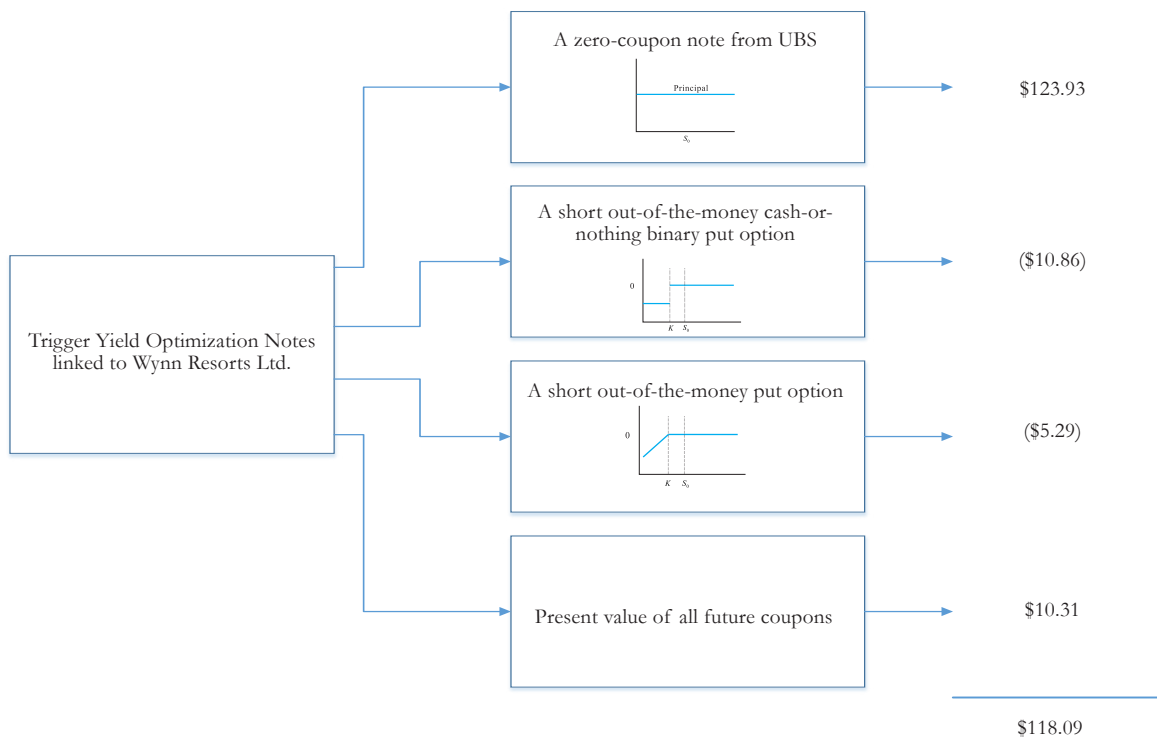 A zero-coupon note from UBS
Principal
S₀
$123.93
A short out-of-the-money cash-or-
nothing binary put option
0
K
S₀
($10.86)
Trigger Yield Optimization Notes
linked to Wynn Resorts Ltd.
A short out-of-the-money put option
0
K
S₀
($5.29)
Present value of all future coupons
$10.31
$118.09